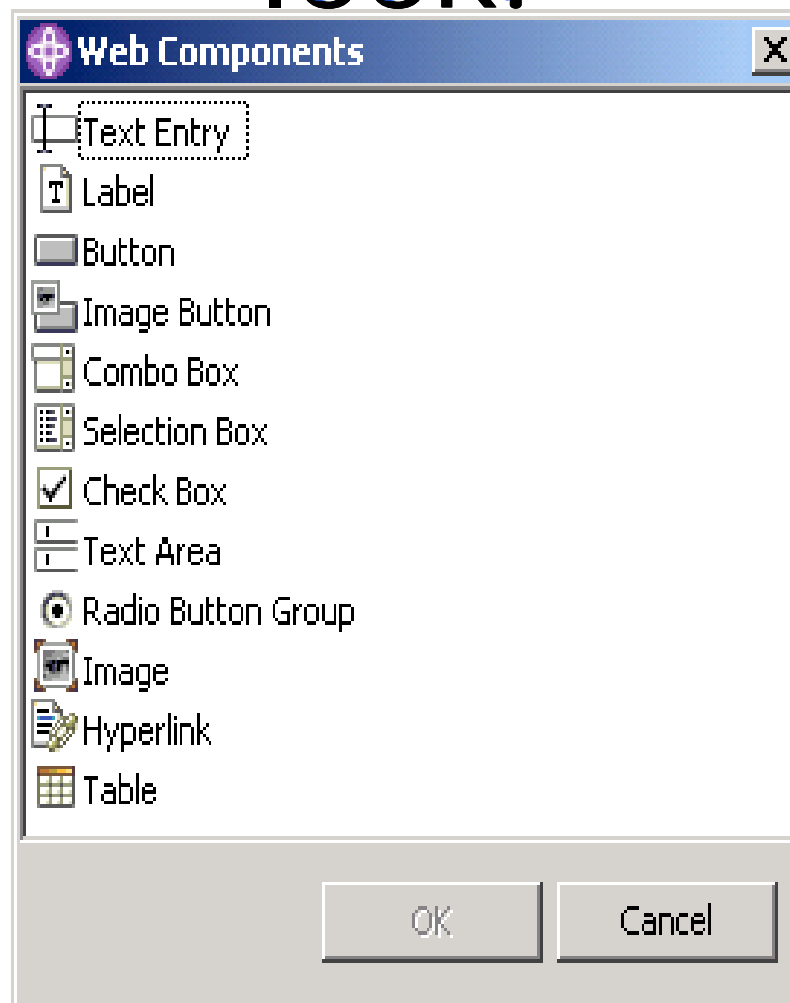 look?
Web Components
Text Entry
Label
Button
Image Button
Combo Box
Selection Box
Check Box
Text Area
Radio Button Group
Image
Hyperlink
Table
OK Cancel